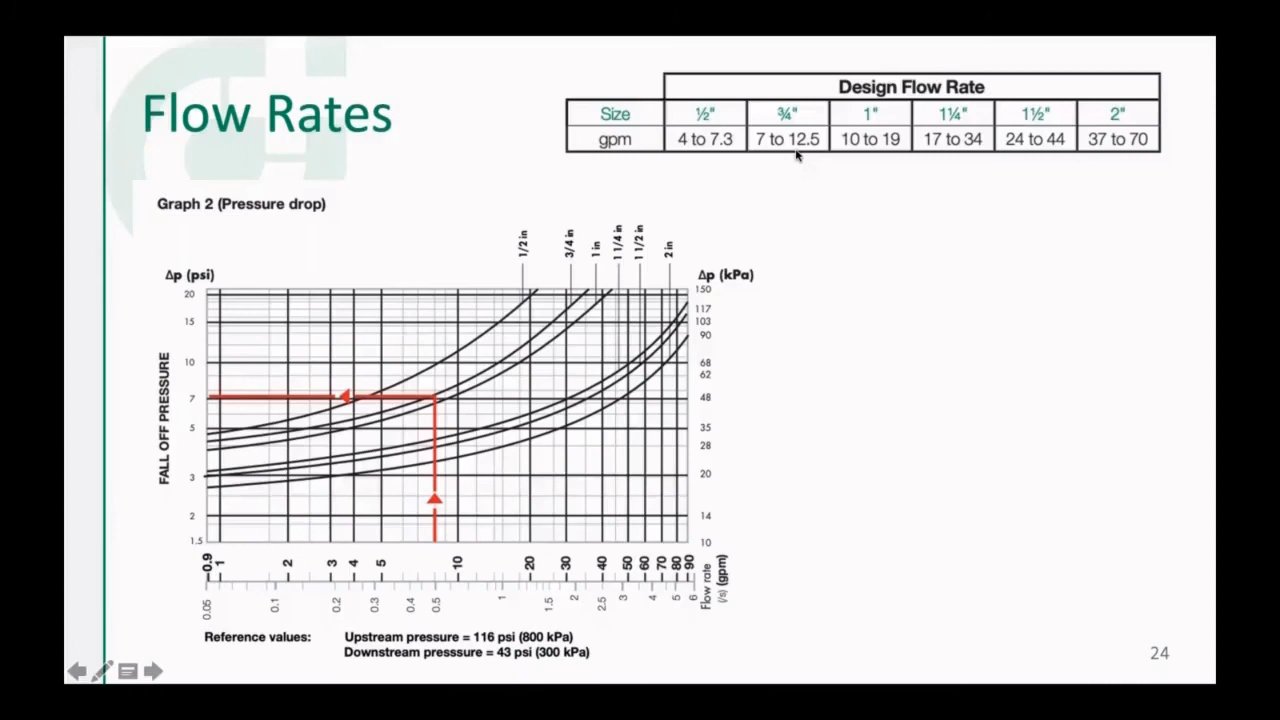 Flow Rates
Design Flow Rate
Size ½" ¾" 1" 1¼" 1½" 2"
gpm 4 to 7.3 7 to 12.5 10 to 19 17 to 34 24 to 44 37 to 70
Graph 2 (Pressure drop)
1/2 in 3/4 in 1 in 1 1/4 in 1 1/2 in 2 in
Δp (psi) Δp (kPa)
FALL OFF PRESSURE
20 150
117
15 103
90
10 68
62
7 48
5 35
28
3 20
2 14
1.5 10
0.9 1 2 3 4 5 10 20 30 40 50 60 70 80 90 (gpm)
0.05 0.1 0.2 0.3 0.4 0.5 1 1.5 2 2.5 3 4 5 6 Flow rate (/s)
Reference values: Upstream pressure = 116 psi (800 kPa)
Downstream presssure = 43 psi (300 kPa)
24